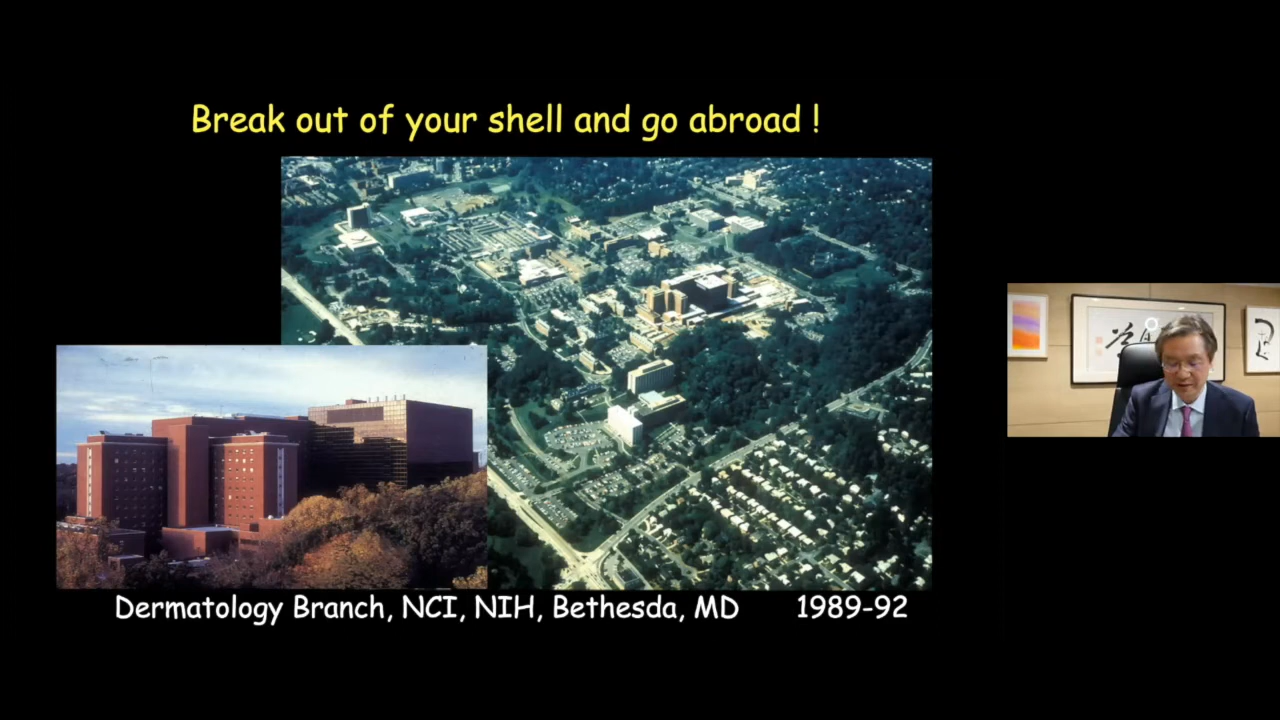 Break out of your shell and go abroad !
Dermatology Branch, NCI, NIH, Bethesda, MD 1989-92